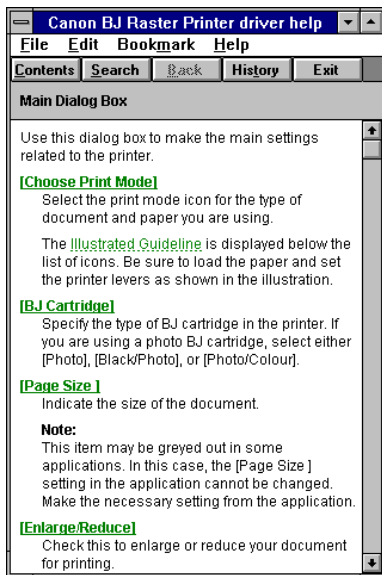 Canon BJ Raster Printer driver help
File Edit Bookmark Help
Contents Search Back History Exit
Main Dialog Box
Use this dialog box to make the main settings
related to the printer.
[Choose Print Mode]
Select the print mode icon for the type of
document and paper you are using.
The Illustrated Guideline is displayed below the
list of icons. Be sure to load the paper and set
the printer levers as shown in the illustration.
[BJ Cartridge]
Specify the type of BJ cartridge in the printer. If
you are using a photo BJ cartridge, select either
[Photo], [Black/Photo], or [Photo/Colour].
[Page Size ]
Indicate the size of the document.
Note:
This item may be greyed out in some
applications. In this case, the [Page Size ]
setting in the application cannot be changed.
Make the necessary setting from the application.
[Enlarge/Reduce]
Check this to enlarge or reduce your document
for printing.